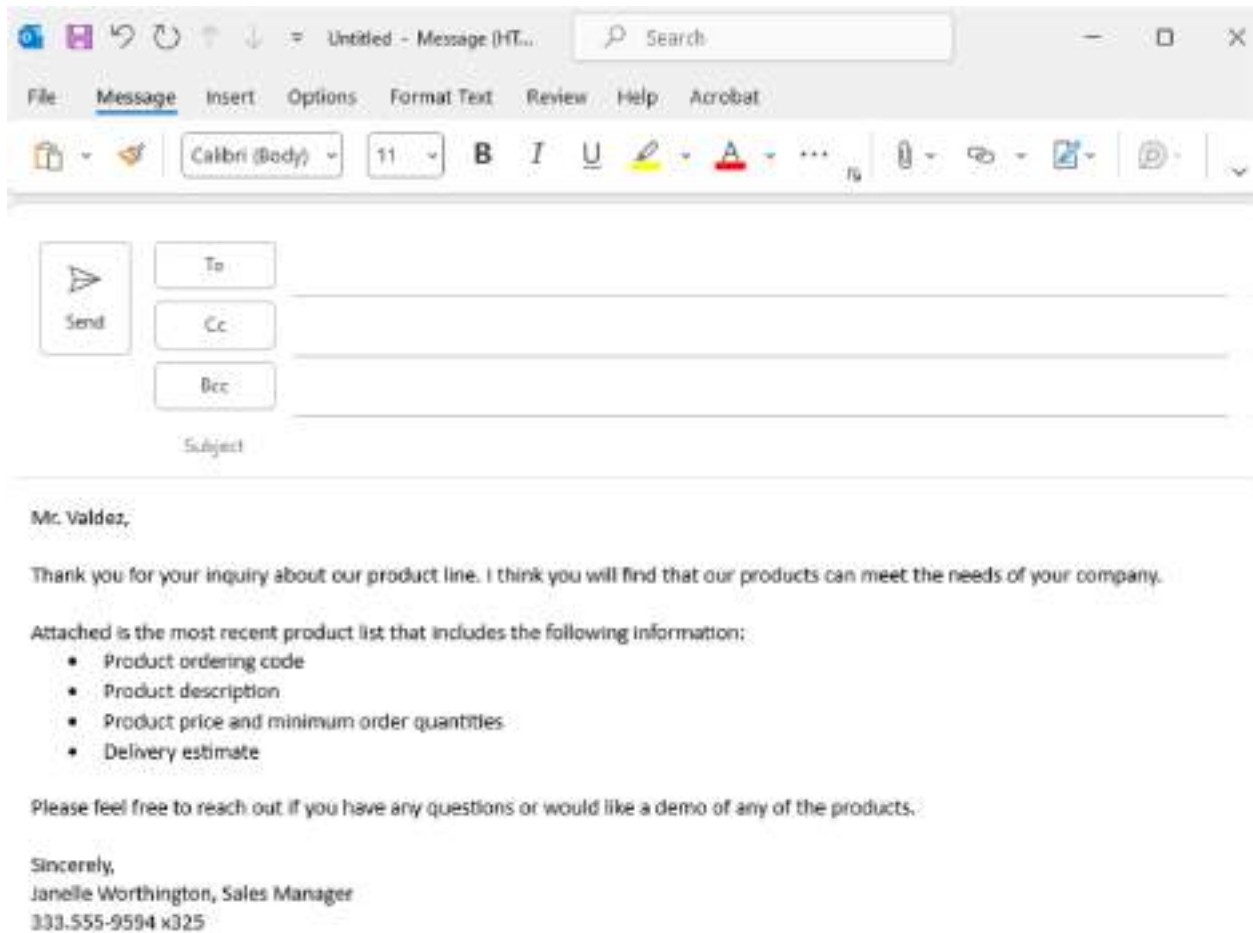 Untitled - Message (HT...
Search
File Message Insert Options Format Text Review Help Acrobat
Calibri (Body) 11 B I U A ...
To
Send
Cc
Bcc
Subject
Mr. Valdez,
Thank you for your inquiry about our product line. I think you will find that our products can meet the needs of your company.
Attached is the most recent product list that includes the following information:
• Product ordering code
• Product description
• Product price and minimum order quantities
• Delivery estimate
Please feel free to reach out if you have any questions or would like a demo of any of the products.
Sincerely,
Janelle Worthington, Sales Manager
333.555-9594 x325